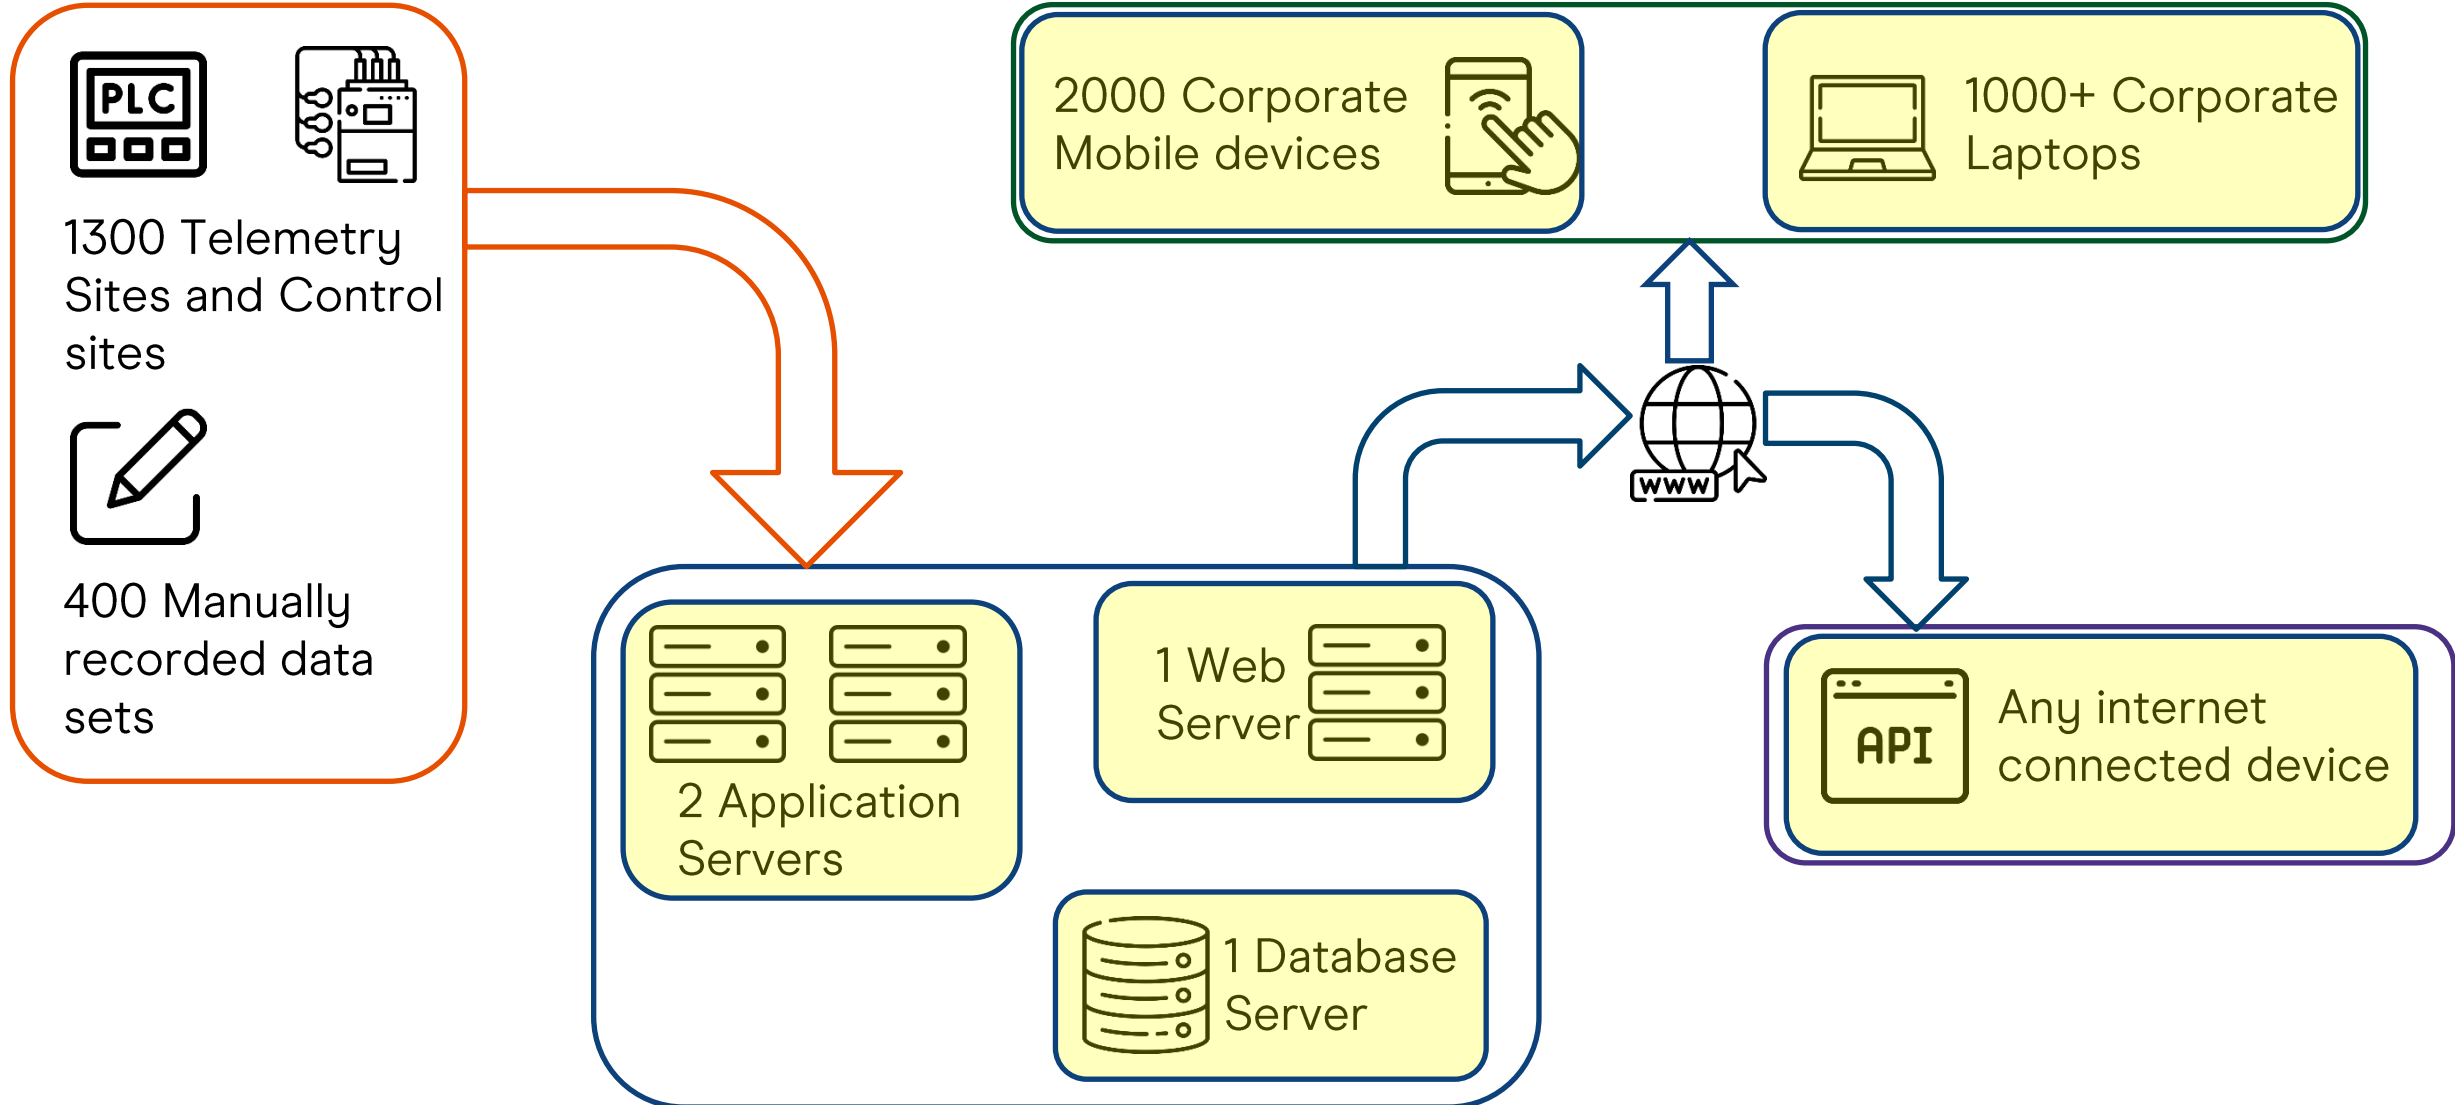 PLC
1300 Telemetry
Sites and Control
sites
400 Manually
recorded data
sets
2000 Corporate
Mobile devices
1000+ Corporate
Laptops
WWW
2 Application
Servers
1 Web
Server
1 Database
Server
API
Any internet
connected device